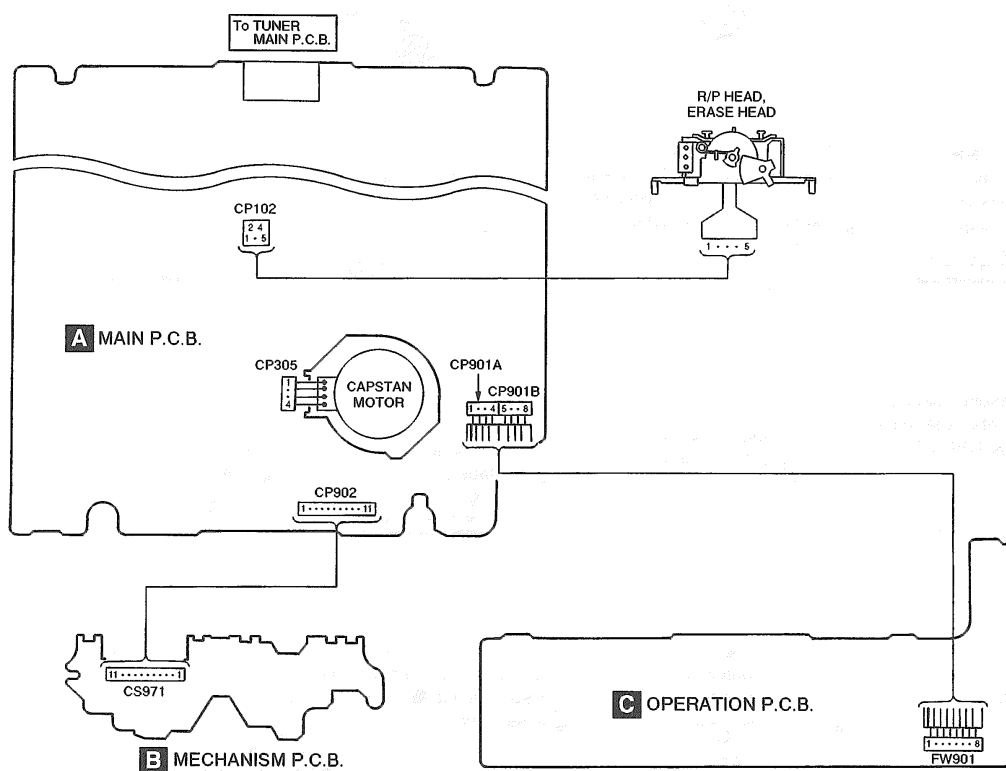 To TUNER
MAIN P.C.B.
R/P HEAD,
ERASE HEAD
CP102
2 4
1 • 5
1 • • • 5
A MAIN P.C.B.
CP305
1
4
CAPSTAN
MOTOR
CP901A
CP901B
1 • • 4 5 • • 8
CP902
1 • • • • • • • • • 11
11 • • • • • • • • • 1
CS971
B MECHANISM P.C.B.
C OPERATION P.C.B.
1 • • • • • • 8
FW901